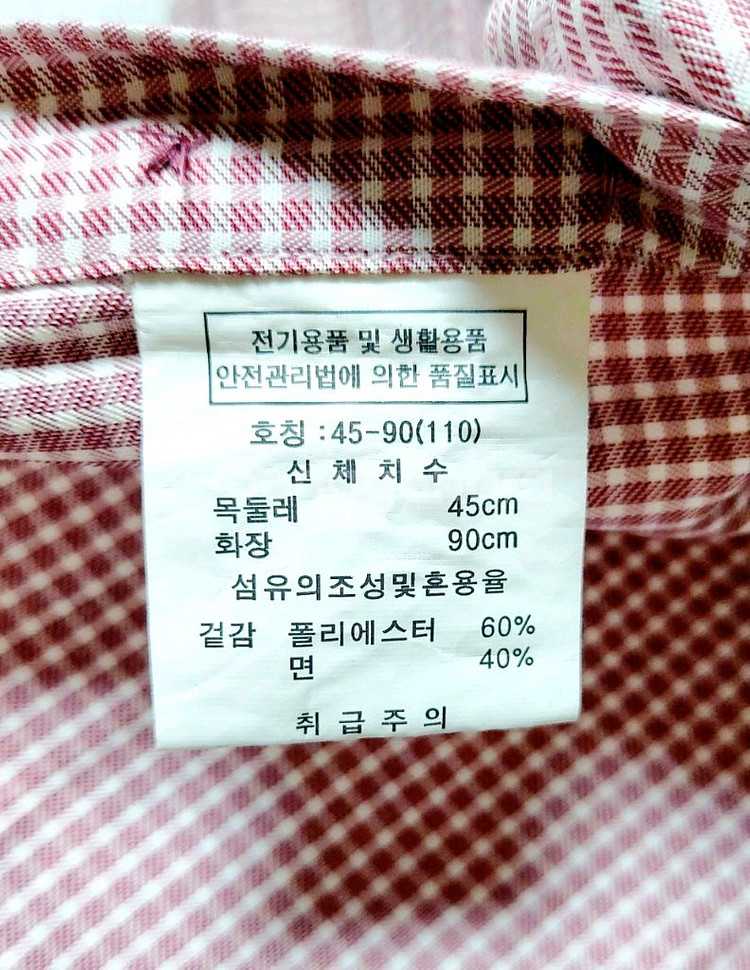 전기용품 및 생활용품
안전관리법에 의한 품질표시
호칭 :45-90(110)
신 체 치 수
목둘레 45cm
화장 90cm
섬유의조성및혼용율
겉감 폴리에스터 60%
면 40%
취 급 주 의